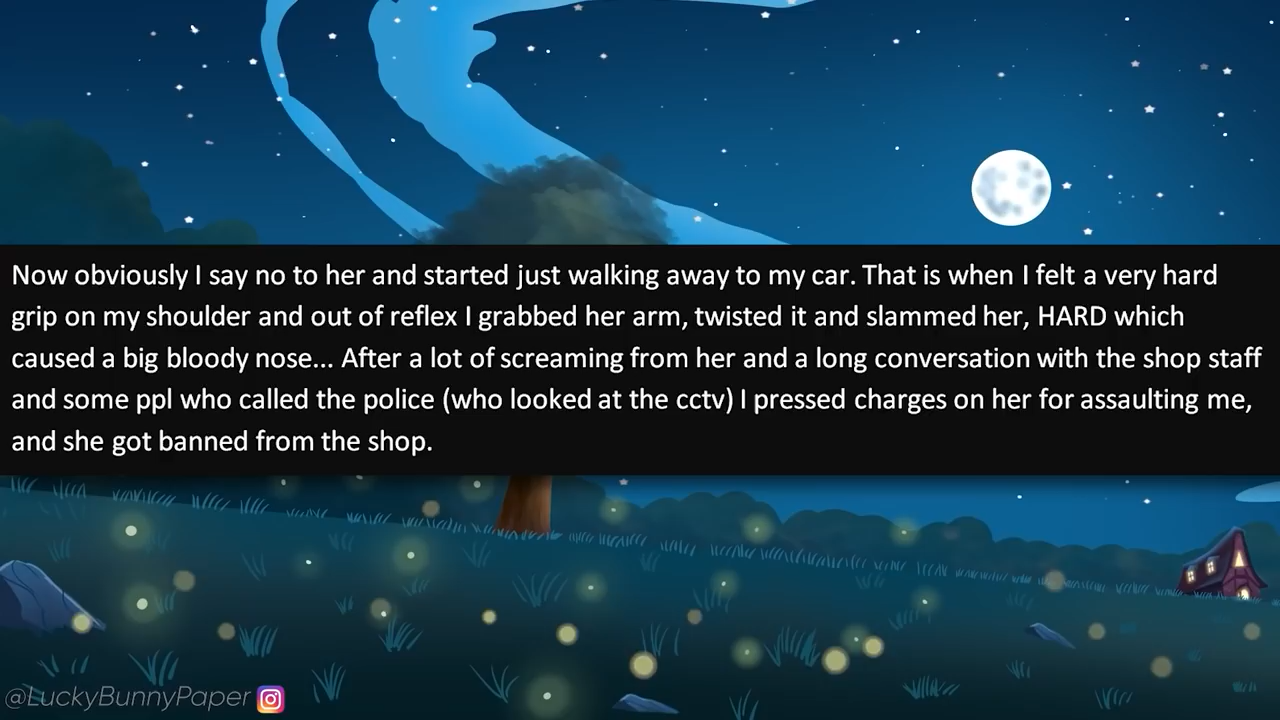 Now obviously I say no to her and started just walking away to my car. That is when I felt a very hard
grip on my shoulder and out of reflex I grabbed her arm, twisted it and slammed her, HARD which
caused a big bloody nose... After a lot of screaming from her and a long conversation with the shop staff
and some ppl who called the police (who looked at the cctv) I pressed charges on her for assaulting me,
and she got banned from the shop.
@LuckyBunnyPaper